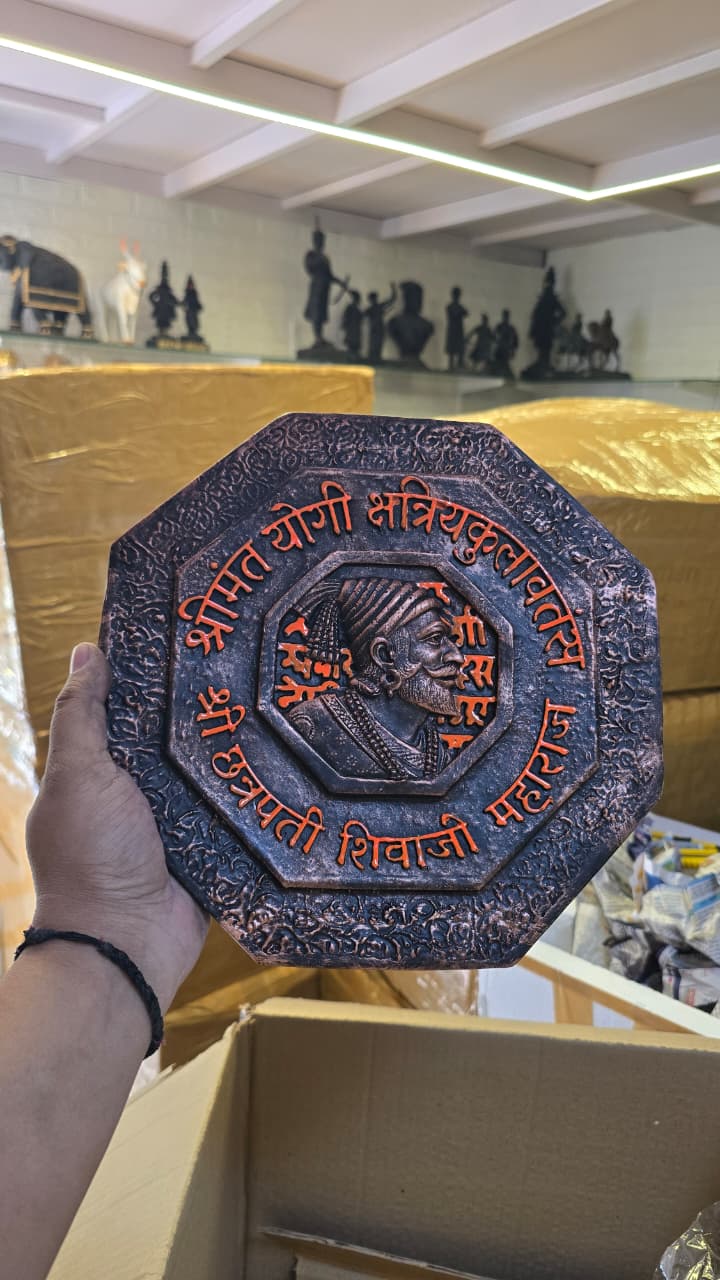 श्रीमंत योगी क्षत्रियकुलावतंस
श्री छत्रपती शिवाजी महाराज